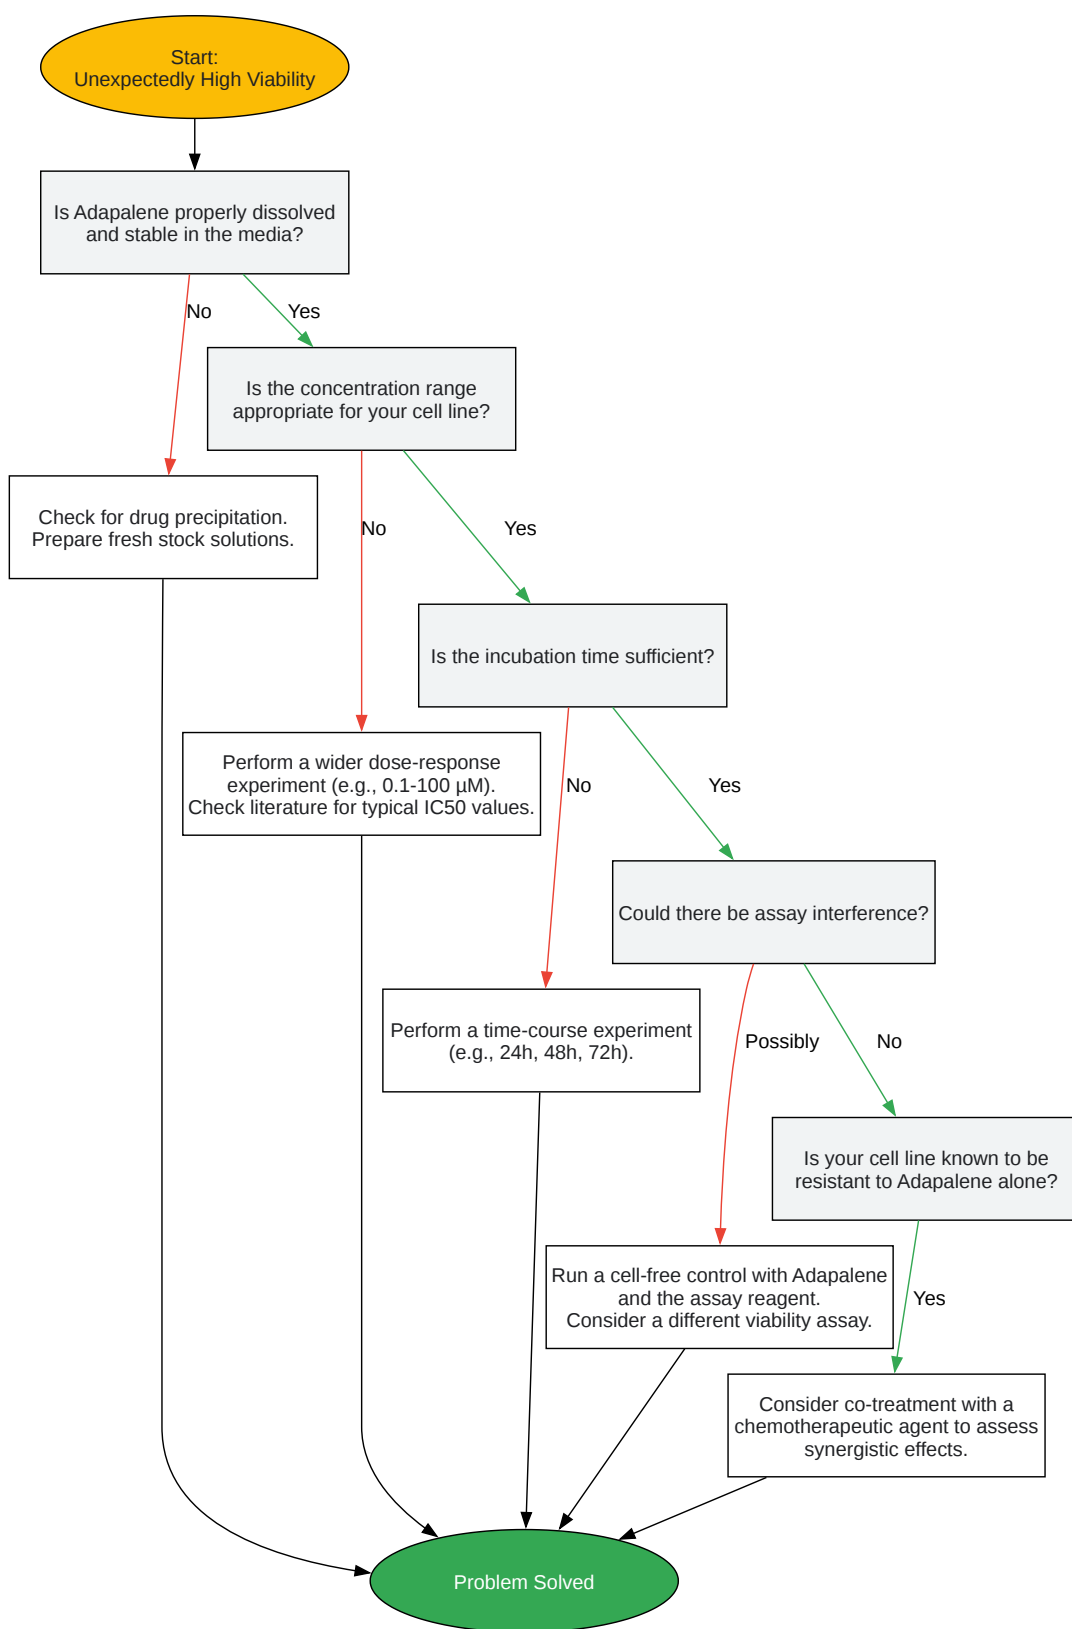 Start:
Unexpectedly High Viability
Is Adapalene properly dissolved
and stable in the media?
No
Yes
Is the concentration range
appropriate for your cell line?
Check for drug precipitation.
Prepare fresh stock solutions.
No
Yes
Is the incubation time sufficient?
Perform a wider dose-response
experiment (e.g., 0.1-100 µM).
Check literature for typical IC50 values.
No
Yes
Could there be assay interference?
Perform a time-course experiment
(e.g., 24h, 48h, 72h).
Possibly
No
Is your cell line known to be
resistant to Adapalene alone?
Run a cell-free control with Adapalene
and the assay reagent.
Consider a different viability assay.
Yes
Consider co-treatment with a
chemotherapeutic agent to assess
synergistic effects.
Problem Solved